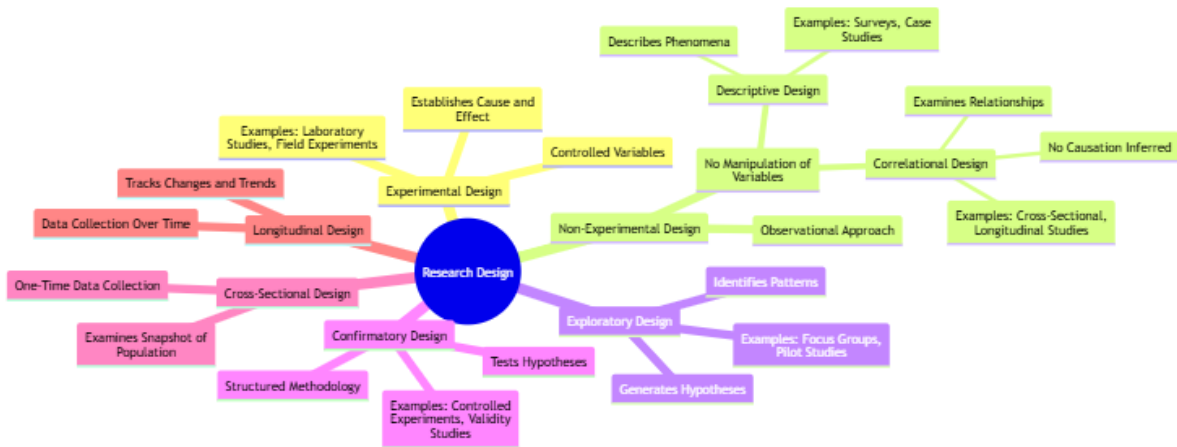 Research Design
Experimental Design
Examples: Laboratory
Studies, Field Experiments
Establishes Cause and
Effect
Controlled Variables
Non-Experimental Design
No Manipulation of
Variables
Descriptive Design
Describes Phenomena
Examples: Surveys, Case
Studies
Correlational Design
Examines Relationships
No Causation Inferred
Examples: Cross-Sectional,
Longitudinal Studies
Observational Approach
Exploratory Design
Identifies Patterns
Examples: Focus Groups,
Pilot Studies
Generates Hypotheses
Confirmatory Design
Tests Hypotheses
Examples: Controlled
Experiments, Validity
Studies
Structured Methodology
Cross-Sectional Design
One-Time Data Collection
Examines Snapshot of
Population
Longitudinal Design
Tracks Changes and Trends
Data Collection Over Time